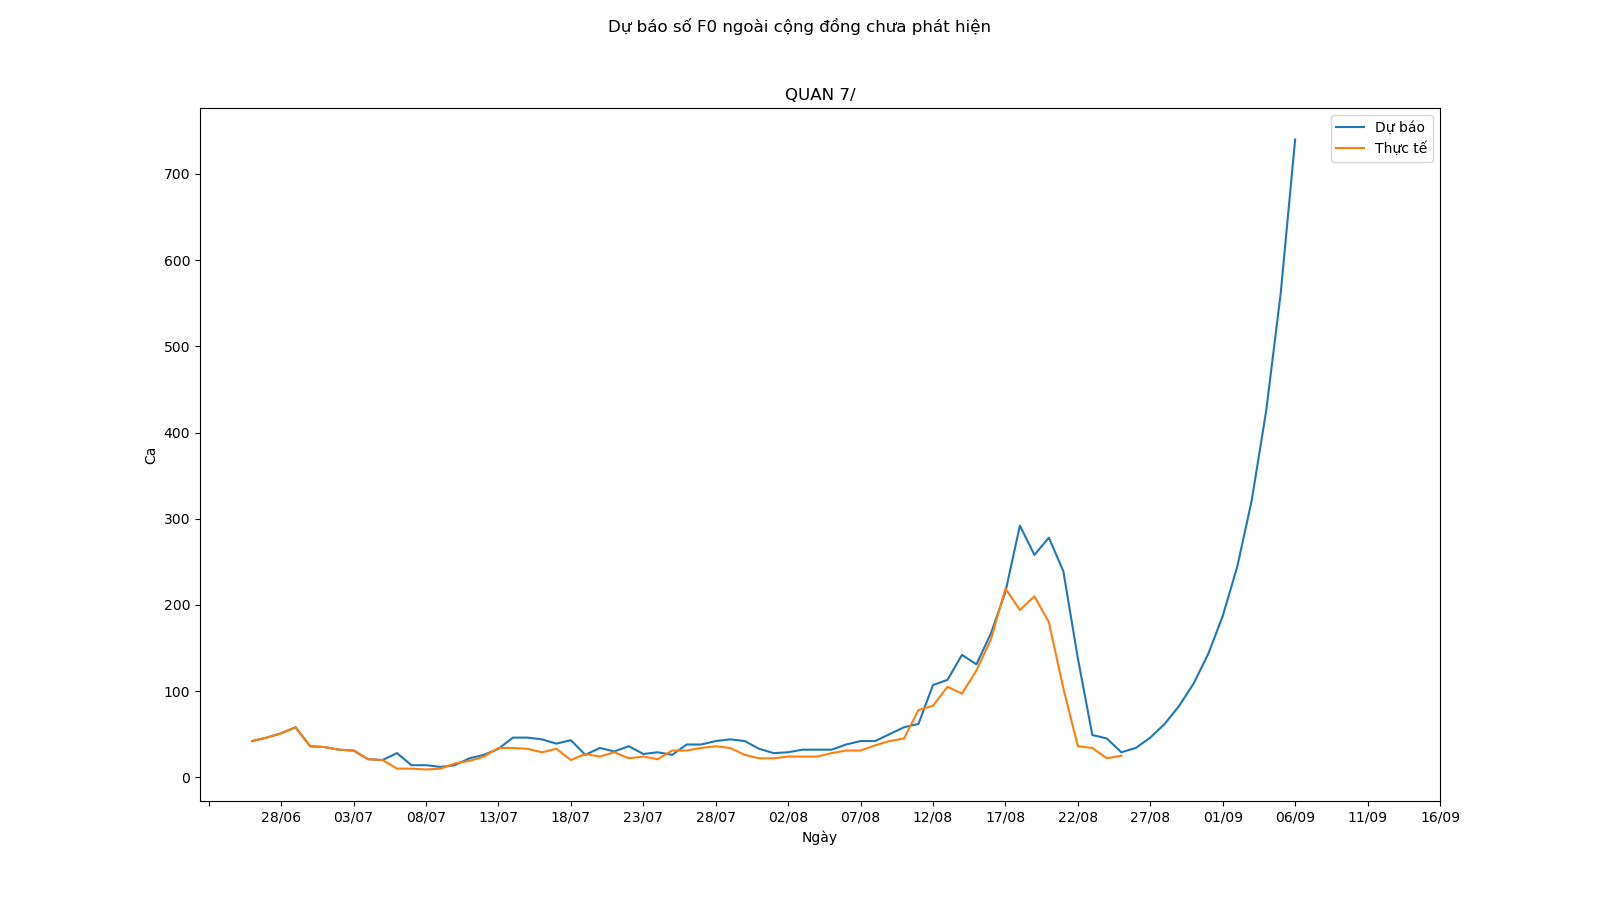 Dự báo số F0 ngoài cộng đồng chưa phát hiện
QUAN 7/
Dự báo
Thực tế
700
600
500
400
300
200
100
0
Ca
28/06 03/07 08/07 13/07 18/07 23/07 28/07 02/08 07/08 12/08 17/08 22/08 27/08 01/09 06/09 11/09 16/09
Ngày